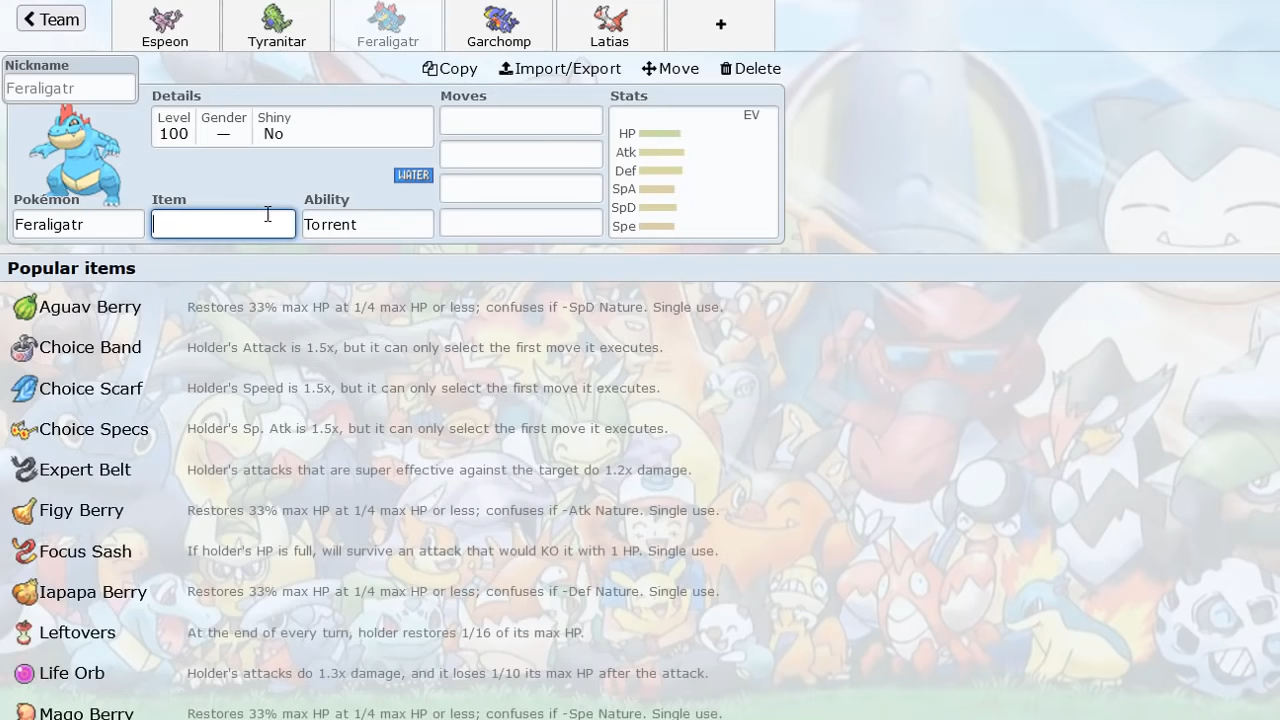 Team
Espeon
Tyranitar
Feraligatr
Garchomp
Latias
+
Nickname
Feraligatr
Copy
Import/Export
Move
Delete
Details
Moves
Stats
Level
Gender
Shiny
100
—
No
EV
HP
Atk
Def
SpA
SpD
Spe
WATER
Pokémon
Item
Ability
Feraligatr
Torrent
Popular items
Aguav Berry Restores 33% max HP at 1/4 max HP or less; confuses if -SpD Nature. Single use.
Choice Band Holder's Attack is 1.5x, but it can only select the first move it executes.
Choice Scarf Holder's Speed is 1.5x, but it can only select the first move it executes.
Choice Specs Holder's Sp. Atk is 1.5x, but it can only select the first move it executes.
Expert Belt Holder's attacks that are super effective against the target do 1.2x damage.
Figy Berry Restores 33% max HP at 1/4 max HP or less; confuses if -Atk Nature. Single use.
Focus Sash If holder's HP is full, will survive an attack that would KO it with 1 HP. Single use.
Iapapa Berry Restores 33% max HP at 1/4 max HP or less; confuses if -Def Nature. Single use.
Leftovers At the end of every turn, holder restores 1/16 of its max HP.
Life Orb Holder's attacks do 1.3x damage, and it loses 1/10 its max HP after the attack.
Mago Berry Restores 33% max HP at 1/4 max HP or less; confuses if -Spe Nature. Single use.